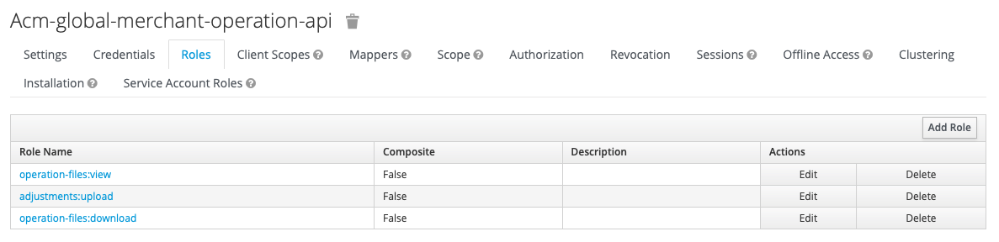 Acm-global-merchant-operation-api
Settings Credentials Roles Client Scopes Mappers Scope Authorization Revocation Sessions Offline Access Clustering
Installation Service Account Roles
Add Role
Role Name Composite Description Actions
operation-files:view False Edit Delete
adjustments:upload False Edit Delete
operation-files:download False Edit Delete